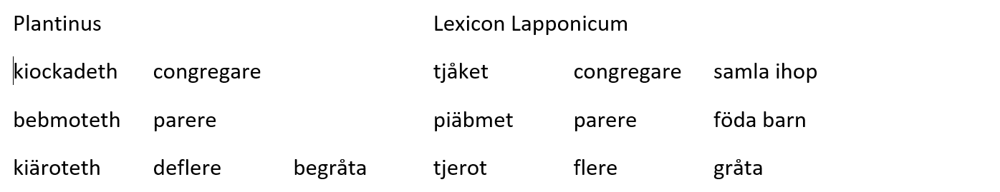 Plantinus Lexicon Lapponicum
kiockadeth congregare tjåket congregare samla ihop
bebmoteth parere piäbmet parere föda barn
kiäroteth deflere begråta tjerot flere gråta